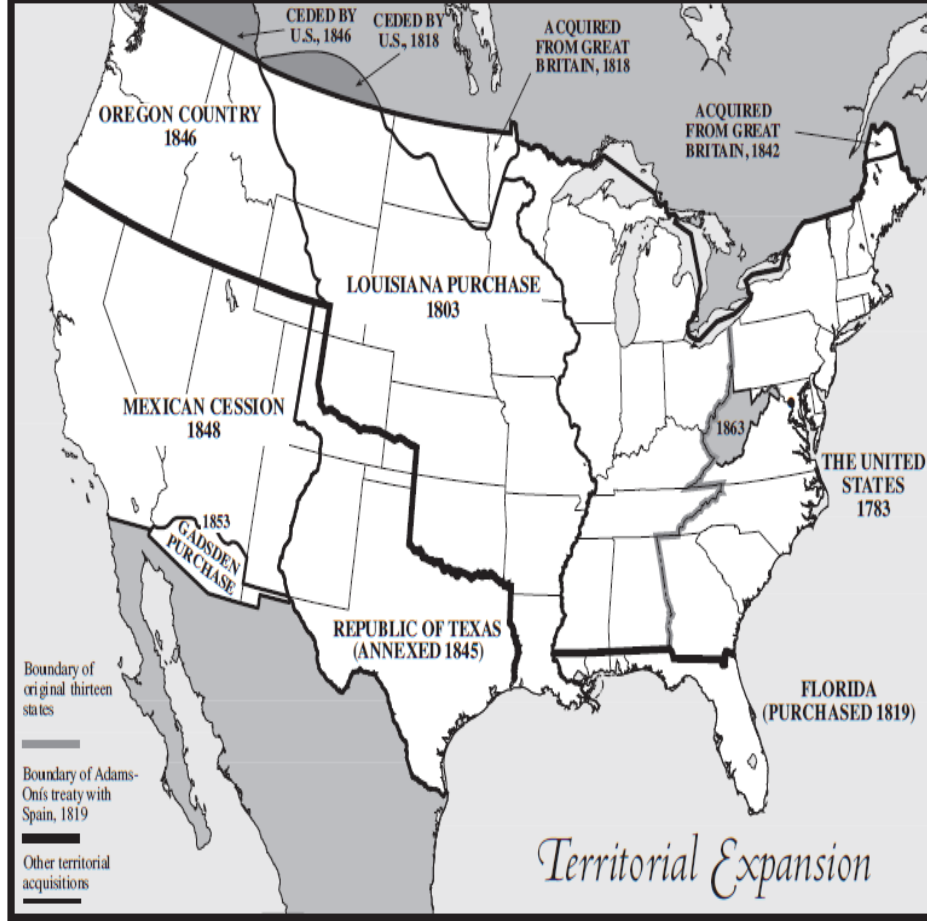 CEDED BY
U.S., 1846
CEDED BY
U.S., 1818
ACQUIRED
FROM GREAT
BRITAIN, 1818
ACQUIRED
FROM GREAT
BRITAIN, 1842
OREGON COUNTRY
1846
LOUISIANA PURCHASE
1803
MEXICAN CESSION
1848
1863
THE UNITED
STATES
1783
1853
GADSDEN
PURCHASE
REPUBLIC OF TEXAS
(ANNEXED 1845)
FLORIDA
(PURCHASED 1819)
Boundary of
original thirteen
states
Boundary of Adams-
Onís treaty with
Spain, 1819
Other territorial
acquisitions
Territorial Expansion